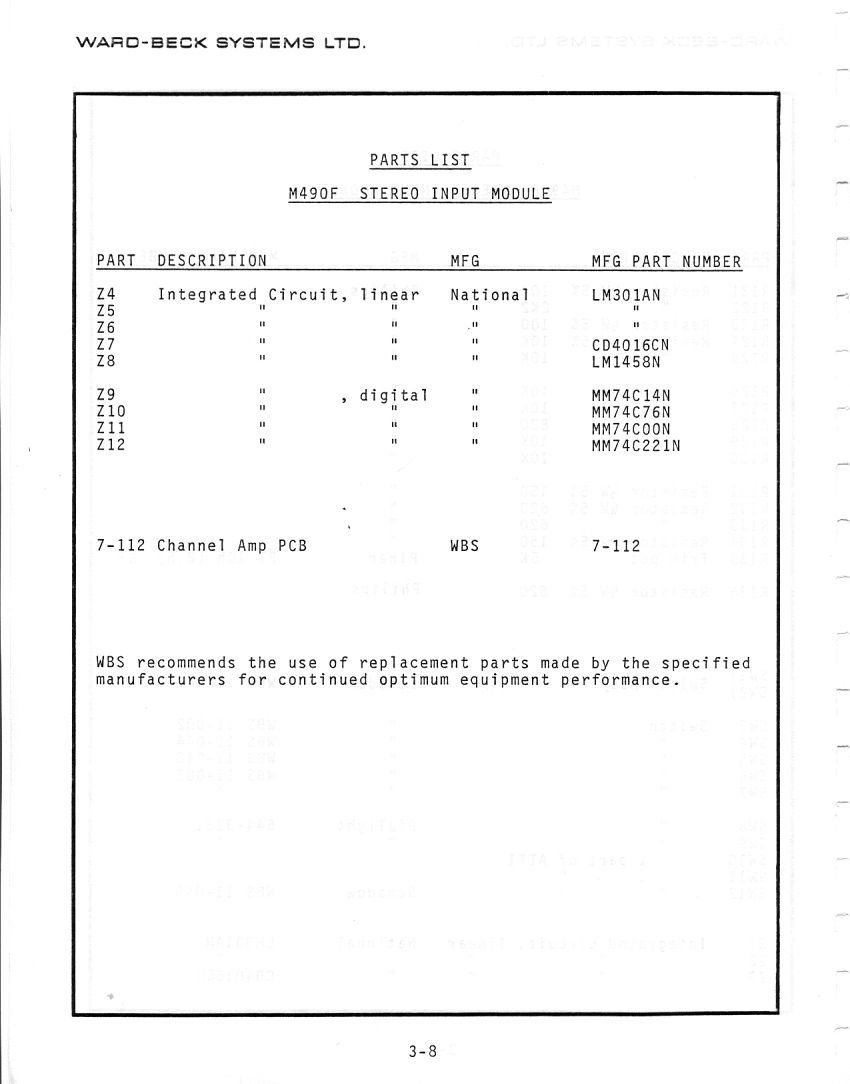 WARD-BECK SYSTEMS LTD.
PARTS LIST
M490F STEREO INPUT MODULE
PART DESCRIPTION MFG MFG PART NUMBER
Z4 Integrated Circuit, linear National LM301AN
Z5 " " " "
Z6 " " " "
Z7 " " " CD4016CN
Z8 " " " LM1458N
Z9 " , digital " MM74C14N
Z10 " " " MM74C76N
Z11 " " " MM74C00N
Z12 " " " MM74C221N
7-112 Channel Amp PCB WBS 7-112
WBS recommends the use of replacement parts made by the specified
manufacturers for continued optimum equipment performance.
3-8